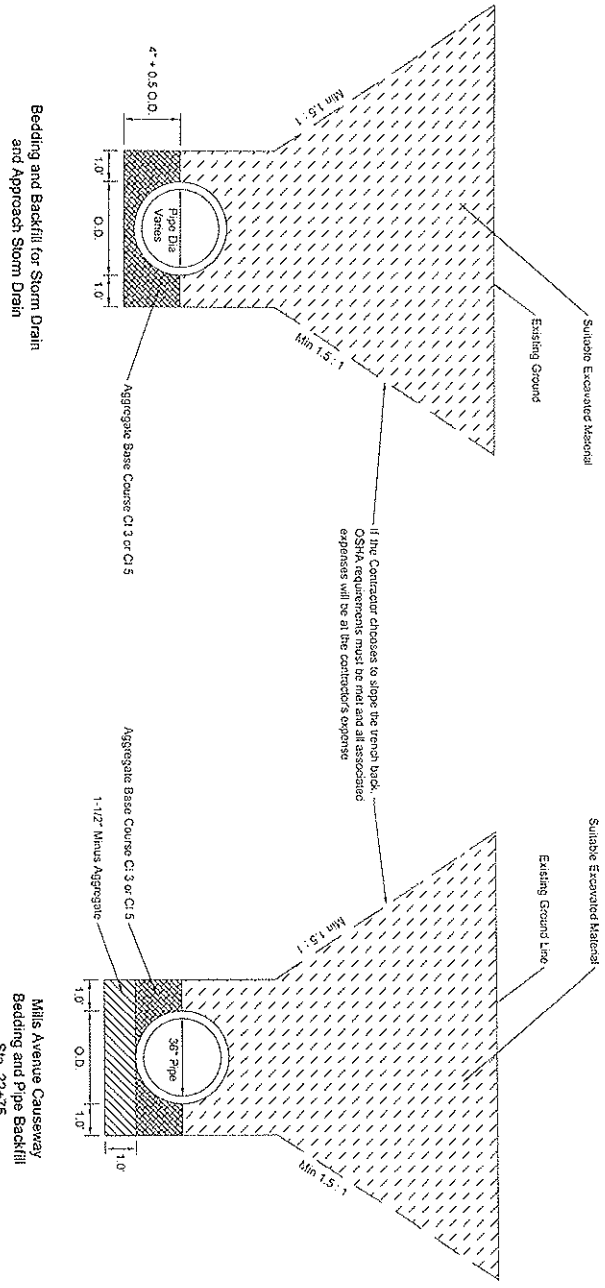 Suitable Excavated Material
Existing Ground
Min 1.5 : 1
Min 1.5 : 1
4" + 0.5 O.D.
1.0'
O.D.
1.0'
Pipe Dia
Varies
Aggregate Base Course Cl 3 or Cl 5
Bedding and Backfill for Storm Drain
and Approach Storm Drain
If the Contractor chooses to slope the trench back,
OSHA requirements must be met and all associated
expenses will be at the contractor's expense
Suitable Excavated Material
Existing Ground Line
Min 1.5 : 1
Min 1.5 : 1
36" Pipe
1.0'
O.D.
1.0'
1.0'
Aggregate Base Course Cl 3 or Cl 5
1-1/2" Minus Aggregate
Mills Avenue Causeway
Bedding and Pipe Backfill
Sta. 22+75